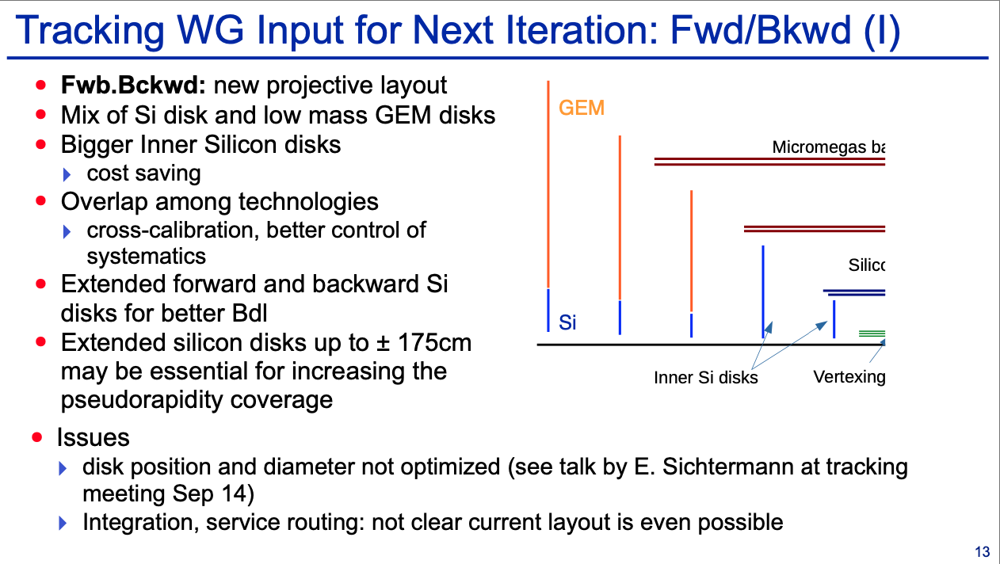 Tracking WG Input for Next Iteration: Fwd/Bkwd (I)
Fwb.Bckwd: new projective layout
Mix of Si disk and low mass GEM disks
Bigger Inner Silicon disks
cost saving
Overlap among technologies
cross-calibration, better control of
systematics
Extended forward and backward Si
disks for better Bdl
Extended silicon disks up to ± 175cm
may be essential for increasing the
pseudorapidity coverage
GEM
Micromegas ba
Silico
Si
Inner Si disks
Vertexing
Issues
disk position and diameter not optimized (see talk by E. Sichtermann at tracking
meeting Sep 14)
Integration, service routing: not clear current layout is even possible
13